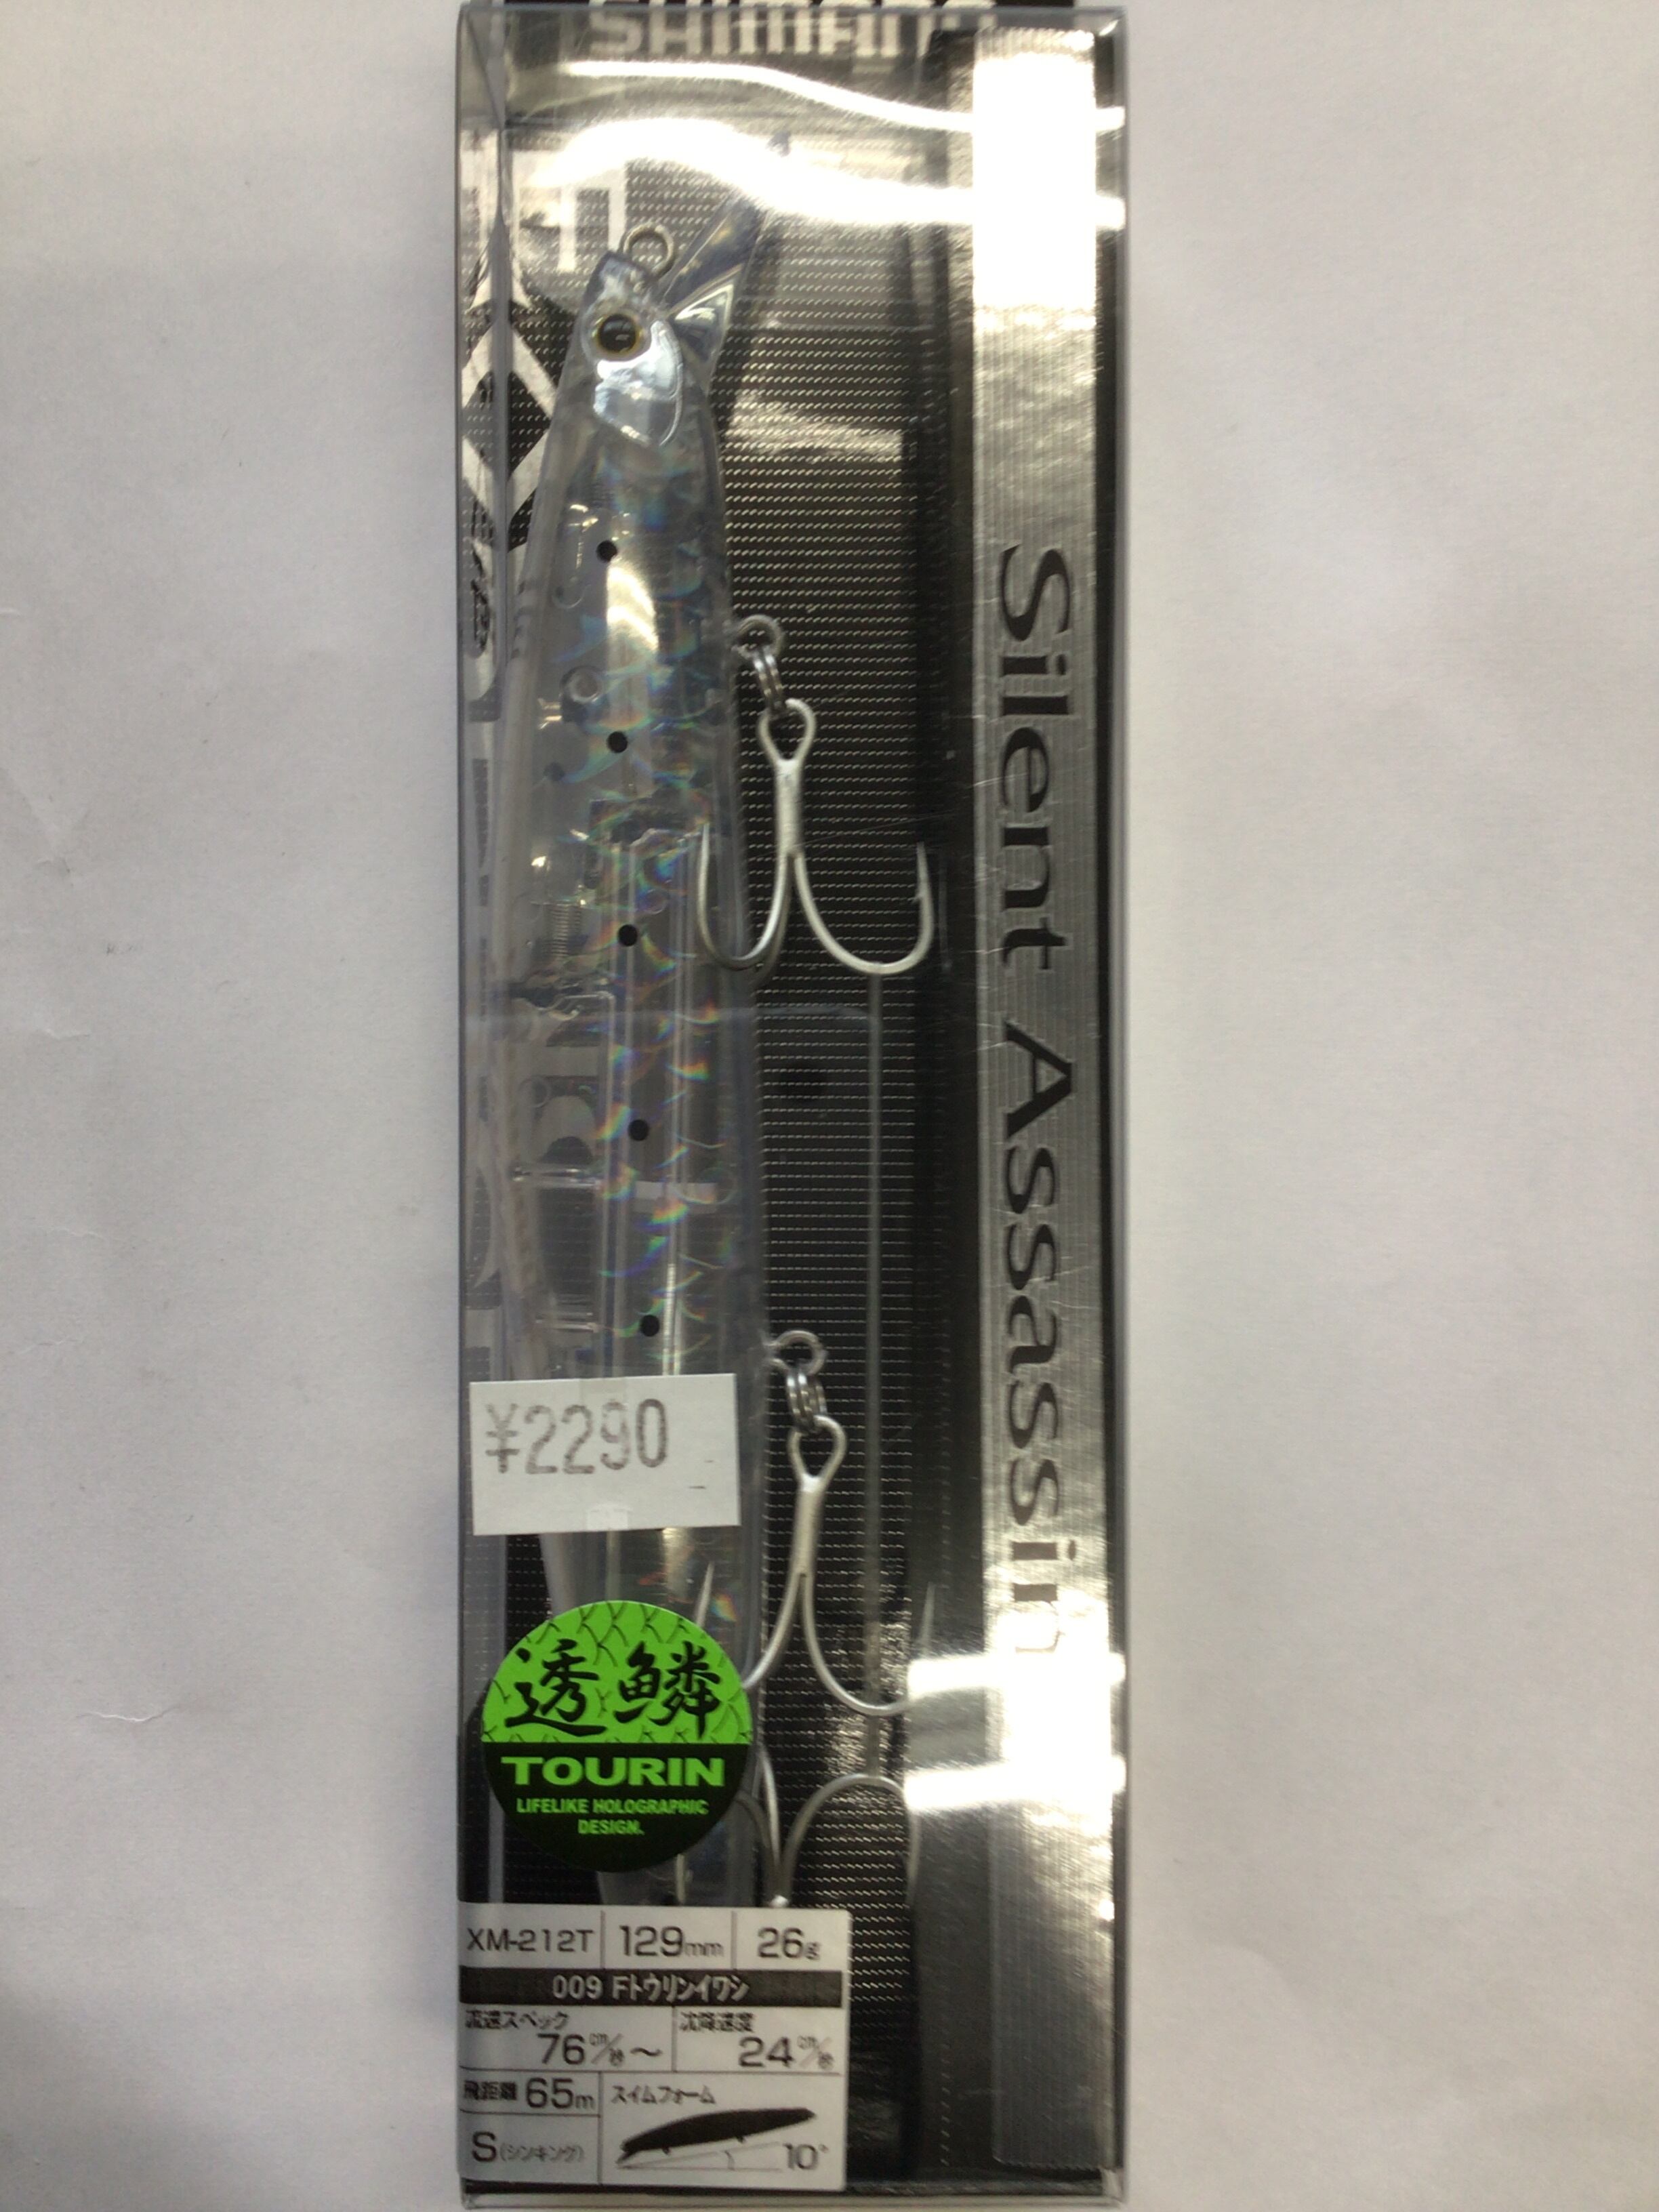 SHIMANO
Silent Assassin
¥2290
透鱗
TOURIN
LIFELIKE HOLOGRAPHIC
DESIGN.
XM-212T 129mm 26g
009 Fトウリンイワシ
流速スペック 沈降速度
76cm/秒～ 24cm/秒
飛距離 65m スイムフォーム
S(シンキング) 10°